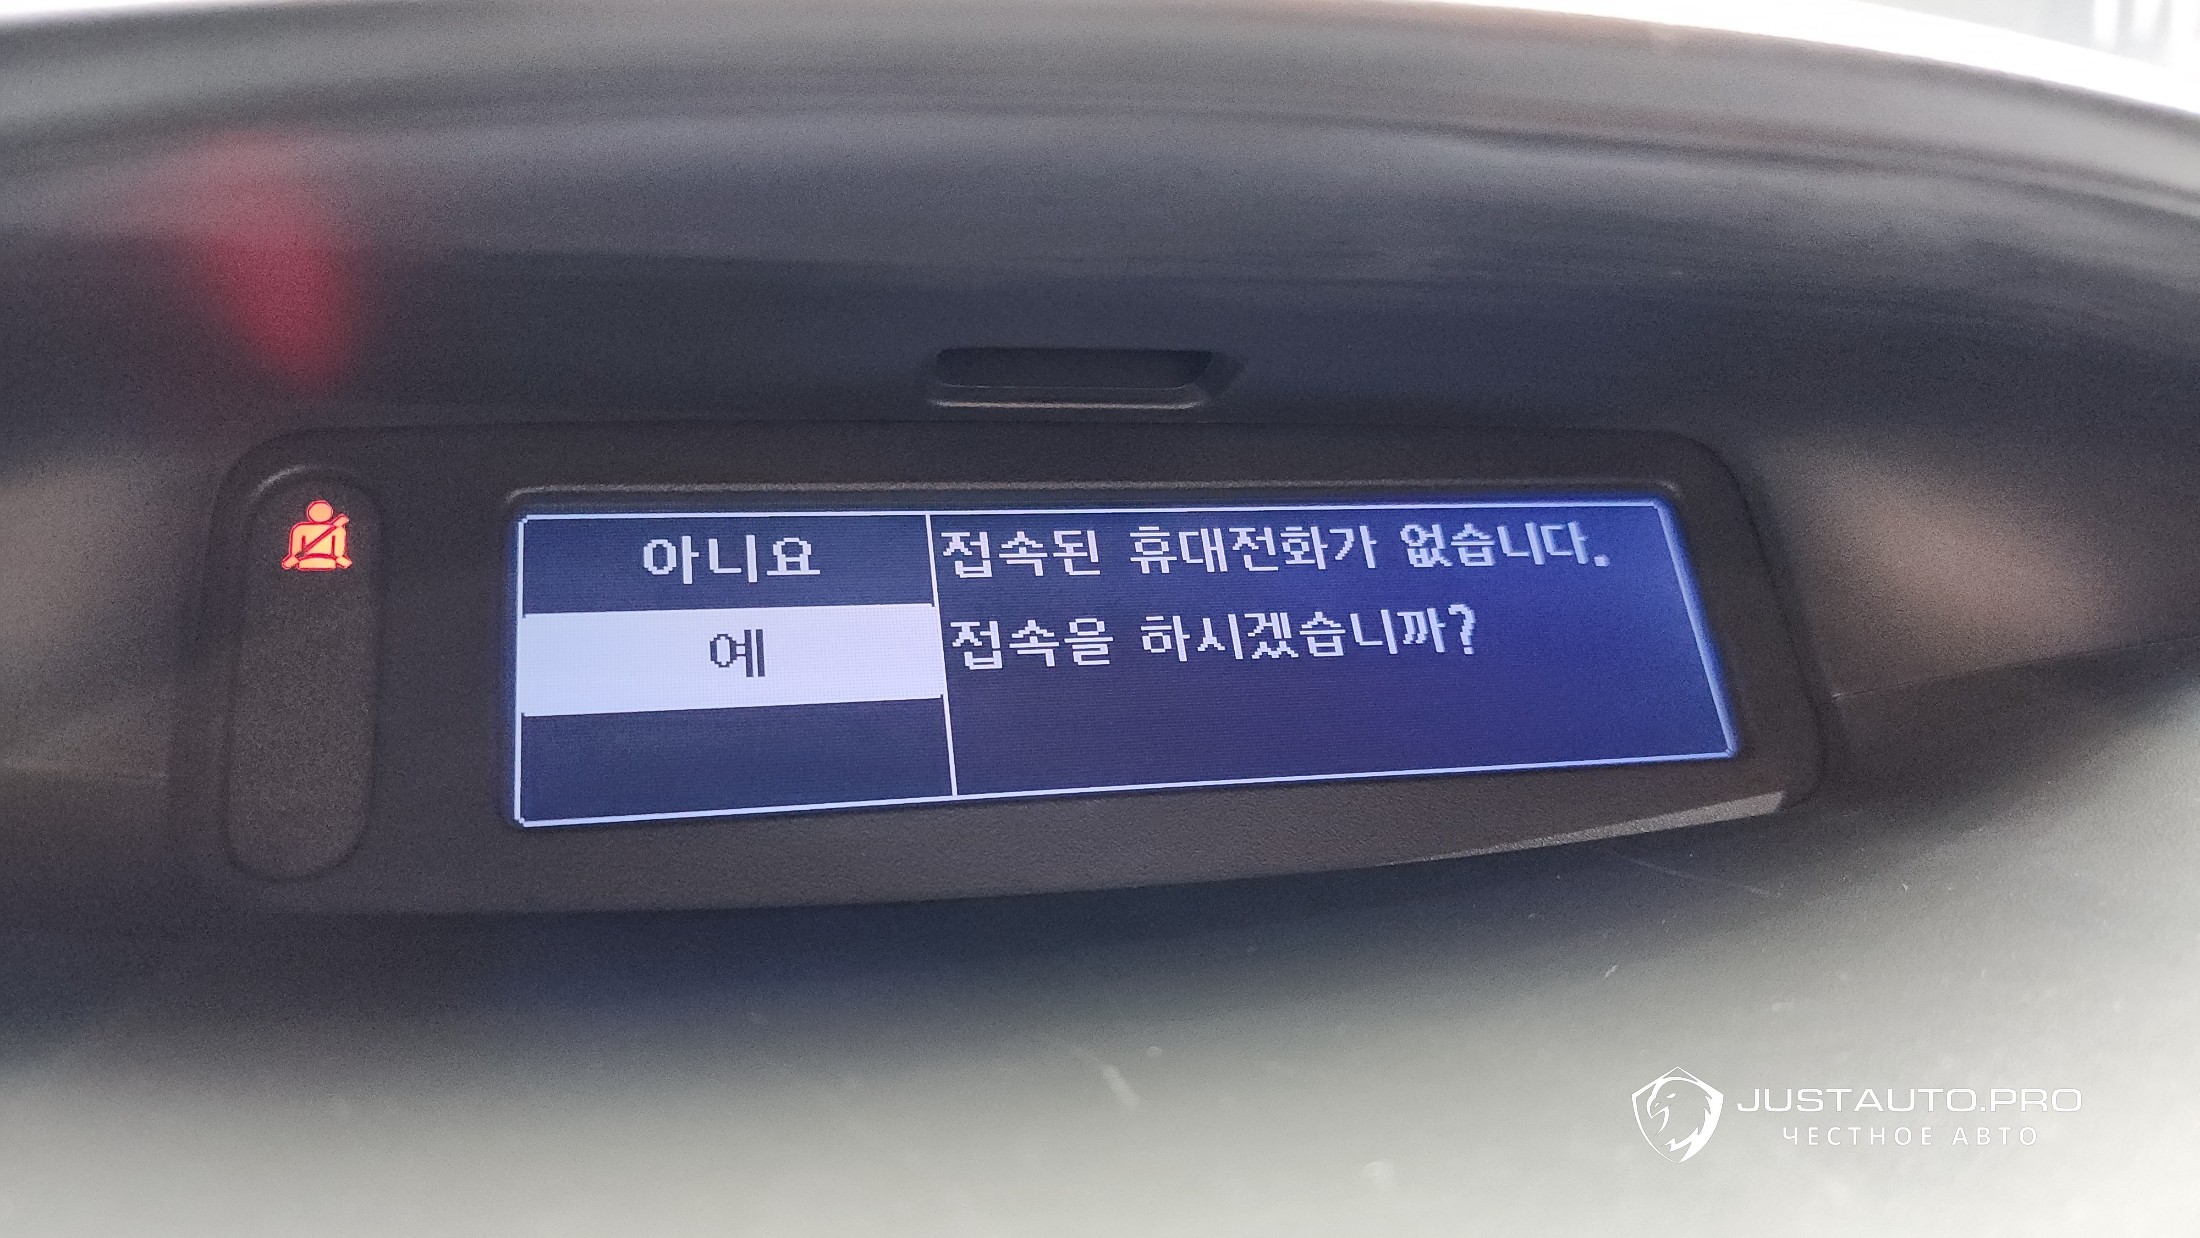 아니요
예
접속된 휴대전화가 없습니다.
접속을 하시겠습니까?
JUSTAUTO.PRO
ЧЕСТНОЕ АВТО